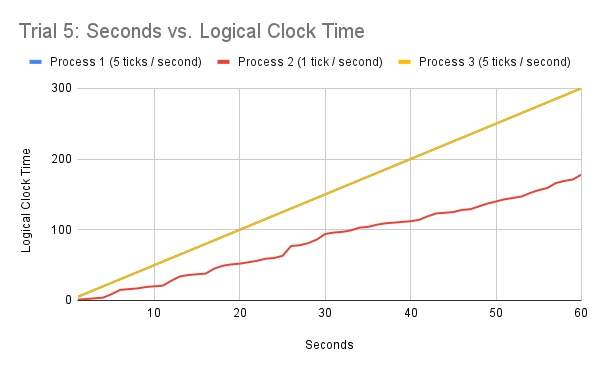 Trial 5: Seconds vs. Logical Clock Time
Process 1 (5 ticks / second) Process 2 (1 tick / second) Process 3 (5 ticks / second)
300
200
100
0
Logical Clock Time
10 20 30 40 50 60
Seconds